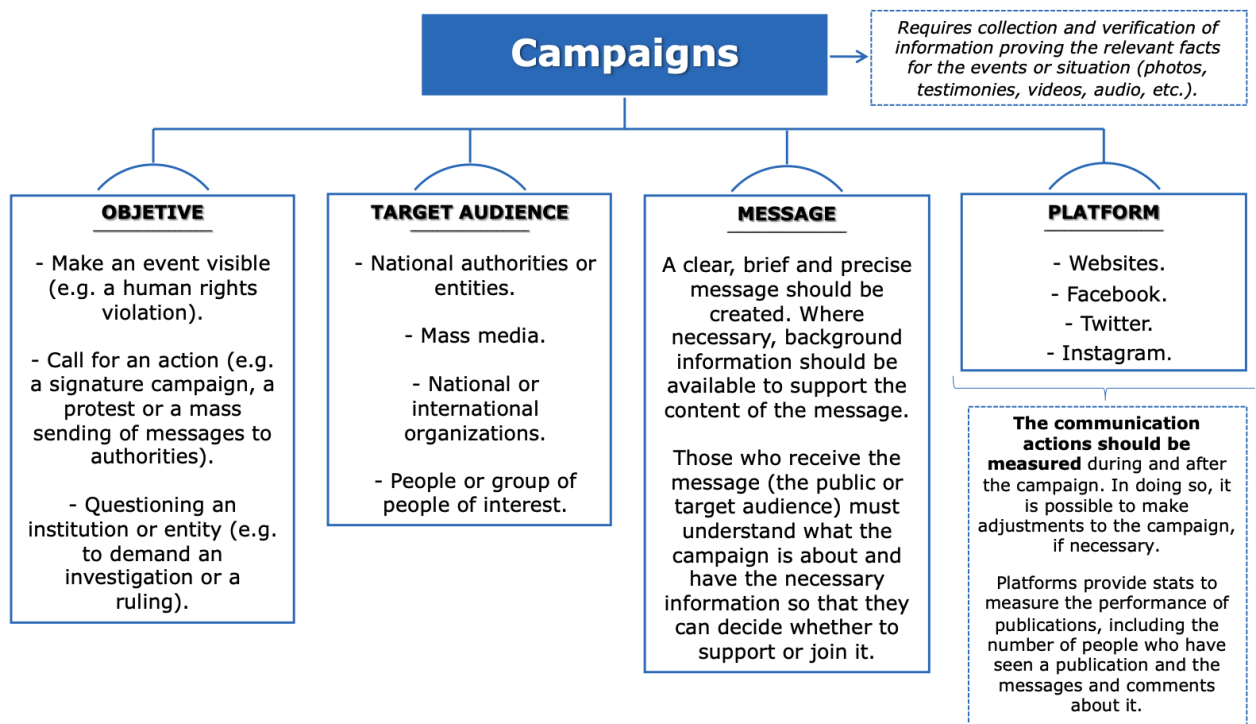 Campaigns
Requires collection and verification of
information proving the relevant facts
for the events or situation (photos,
testimonies, videos, audio, etc.).
OBJETIVE
- Make an event visible
(e.g. a human rights
violation).
- Call for an action (e.g.
a signature campaign, a
protest or a mass
sending of messages to
authorities).
- Questioning an
institution or entity (e.g.
to demand an
investigation or a
ruling).
TARGET AUDIENCE
- National authorities or
entities.
- Mass media.
- National or
international
organizations.
- People or group of
people of interest.
MESSAGE
A clear, brief and precise
message should be
created. Where
necessary, background
information should be
available to support the
content of the message.
Those who receive the
message (the public or
target audience) must
understand what the
campaign is about and
have the necessary
information so that they
can decide whether to
support or join it.
PLATFORM
- Websites.
- Facebook.
- Twitter.
- Instagram.
The communication
actions should be
measured during and after
the campaign. In doing so, it
is possible to make
adjustments to the campaign,
if necessary.
Platforms provide stats to
measure the performance of
publications, including the
number of people who have
seen a publication and the
messages and comments
about it.